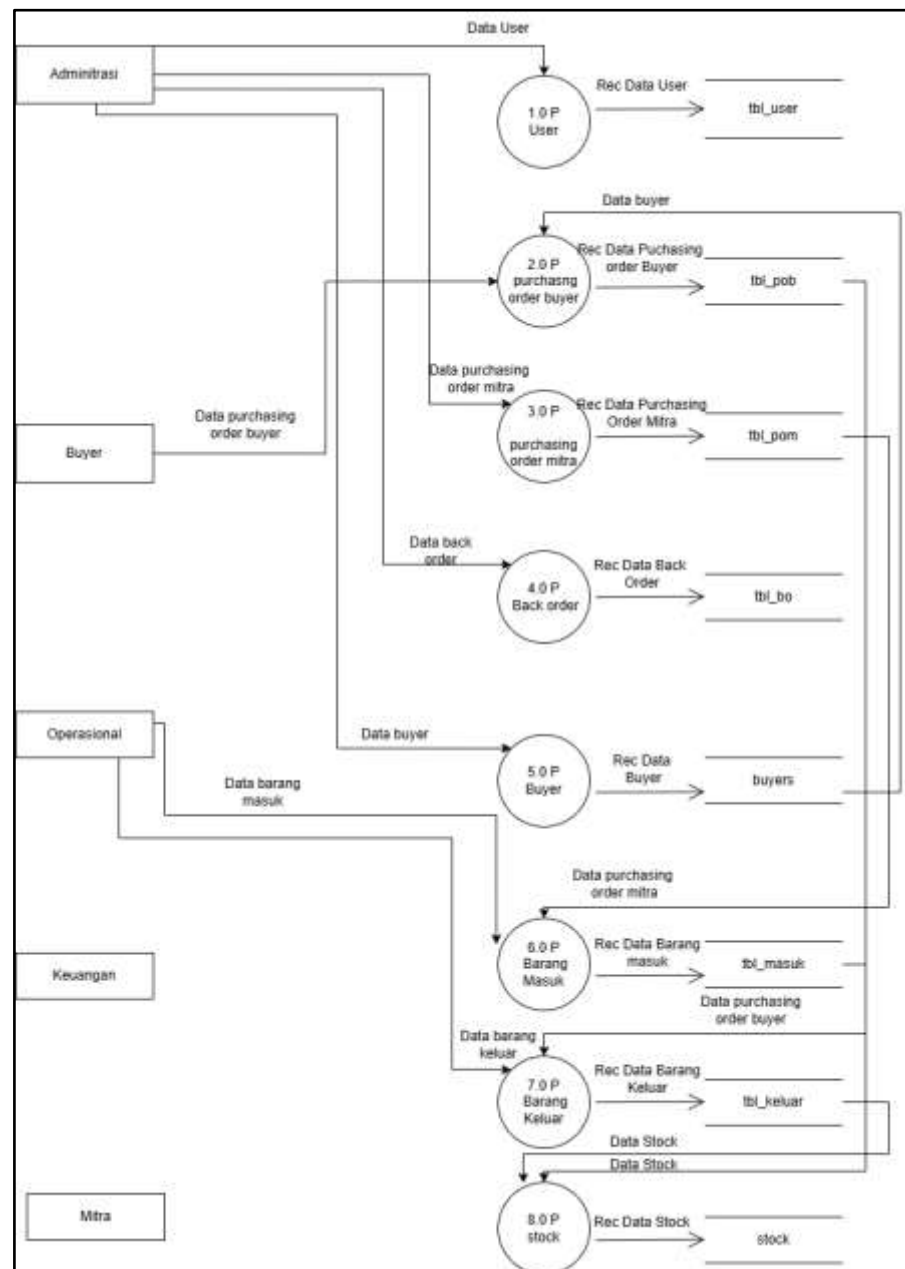 Data User
Adminitrasi
Rec Data User
1.0 P
User
tbl_user
Data buyer
Rec Data Puchasing
order Buyer
2.0 P
purchasng
order buyer
tbl_pob
Data purchasing
order mitra
Rec Data Purchasing
Order Mitra
3.0 P
purchasing
order mitra
tbl_pom
Data purchasing
order buyer
Buyer
Data back
order
Rec Data Back
Order
4.0 P
Back order
tbl_bo
Operasional
Data buyer
Rec Data
Buyer
5.0 P
Buyer
buyers
Data barang
masuk
Data purchasing
order mitra
Keuangan
6.0 P
Barang
Masuk
Rec Data Barang
masuk
tbl_masuk
Data purchasing
order buyer
Data barang
keluar
7.0 P
Barang
Keluar
Rec Data Barang
Keluar
tbl_keluar
Data Stock
Data Stock
Mitra
8.0 P
stock
Rec Data Stock
stock